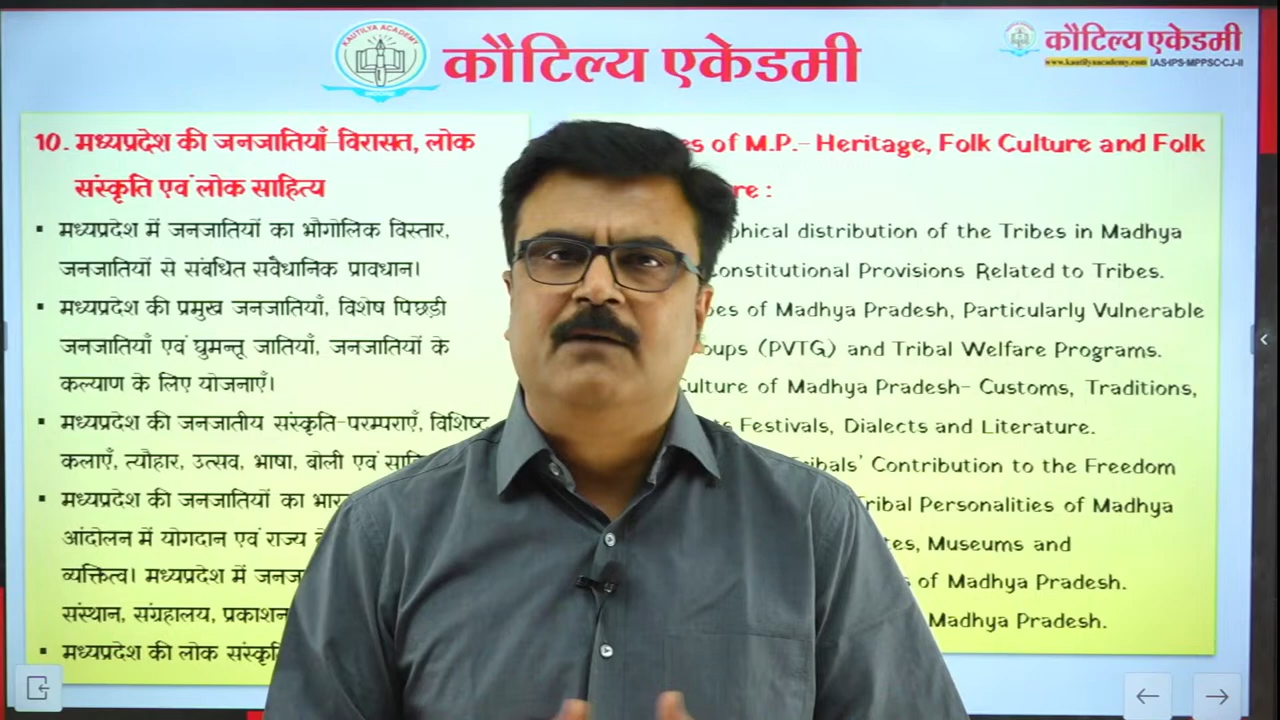 KAUTILYA ACADEMY
कौटिल्य एकेडमी
कौटिल्य एकेडमी
www.kautilyaacademy.com IAS-IPS-MPPSC-CJ-II
10. मध्यप्रदेश की जनजातियाँ-विरासत, लोक
संस्कृति एवं लोक साहित्य
▪ मध्यप्रदेश में जनजातियों का भौगोलिक विस्तार,
जनजातियों से संबंधित संवैधानिक प्रावधान।
▪ मध्यप्रदेश की प्रमुख जनजातियाँ, विशेष पिछड़ी
जनजातियाँ एवं घुमन्तू जातियाँ, जनजातियों के
कल्याण के लिए योजनाएँ।
▪ मध्यप्रदेश की जनजातीय संस्कृति-परम्पराएँ, विशिष्ट
कलाएँ, त्यौहार, उत्सव, भाषा, बोली एवं
▪ मध्यप्रदेश की जनजातियों का
आंदोलन में योगदान एवं राज्य
व्यक्तित्व। मध्यप्रदेश में
संस्थान, संग्रहालय, प्रकाशन
▪ मध्यप्रदेश की लोक
of M.P.- Heritage, Folk Culture and Folk
:
distribution of the Tribes in Madhya
Constitutional Provisions Related to Tribes.
of Madhya Pradesh, Particularly Vulnerable
(PVTG) and Tribal Welfare Programs.
Culture of Madhya Pradesh- Customs, Traditions,
Festivals, Dialects and Literature.
Tribals' Contribution to the Freedom
Tribal Personalities of Madhya
Museums and
of Madhya Pradesh.
Madhya Pradesh.